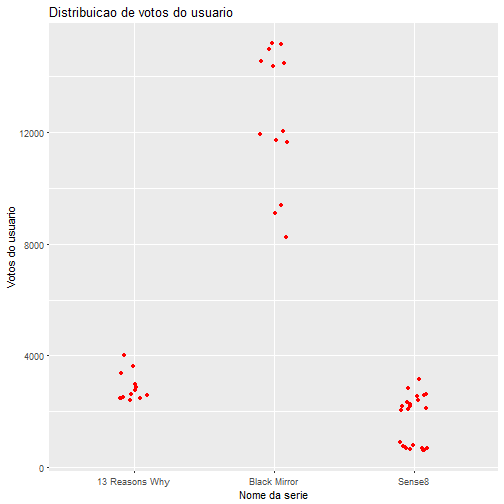 Distribuicao de votos do usuario
Votos do usuario
12000
8000
4000
0
13 Reasons Why
Black Mirror
Sense8
Nome da serie